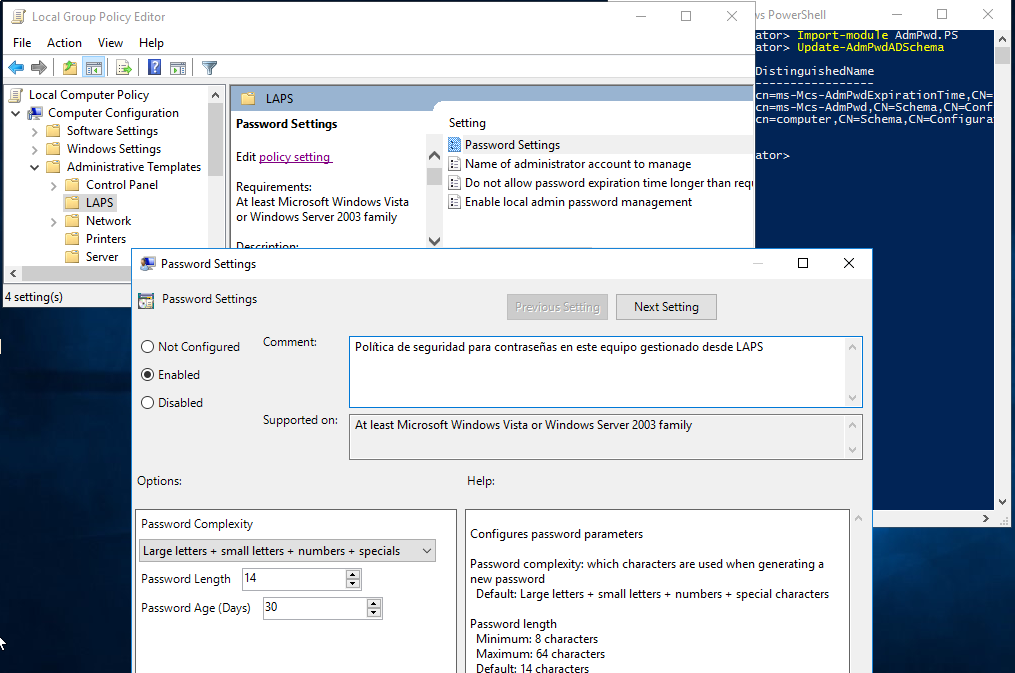 Local Group Policy Editor
File Action View Help
Local Computer Policy
Computer Configuration
Software Settings
Windows Settings
Administrative Templates
Control Panel
LAPS
Network
Printers
Server
4 setting(s)
LAPS
Password Settings
Edit policy setting
Requirements:
At least Microsoft Windows Vista
or Windows Server 2003 family
Description:
Setting
Password Settings
Name of administrator account to manage
Do not allow password expiration time longer than requ
Enable local admin password management
ws PowerShell
ator> Import-module AdmPwd.PS
ator> Update-AdmPwdADSchema
DistinguishedName
-----------------
cn=ms-Mcs-AdmPwdExpirationTime,CN=
cn=ms-Mcs-AdmPwd,CN=Schema,CN=Conf
cn=computer,CN=Schema,CN=Configura
ator>
Password Settings
Password Settings
Previous Setting Next Setting
Not Configured
Enabled
Disabled
Comment:
Política de seguridad para contraseñas en este equipo gestionado desde LAPS
Supported on:
At least Microsoft Windows Vista or Windows Server 2003 family
Options:
Help:
Password Complexity
Large letters + small letters + numbers + specials
Password Length 14
Password Age (Days) 30
Configures password parameters
Password complexity: which characters are used when generating a
new password
Default: Large letters + small letters + numbers + special characters
Password length
Minimum: 8 characters
Maximum: 64 characters
Default: 14 characters